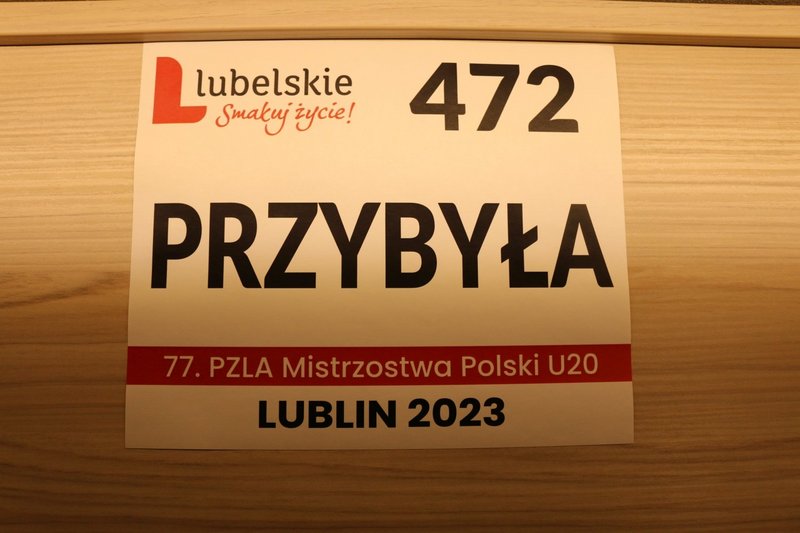 lubelskie 472
Smakuj życie!
PRZYBYŁA
77. PZLA Mistrzostwa Polski U20
LUBLIN 2023